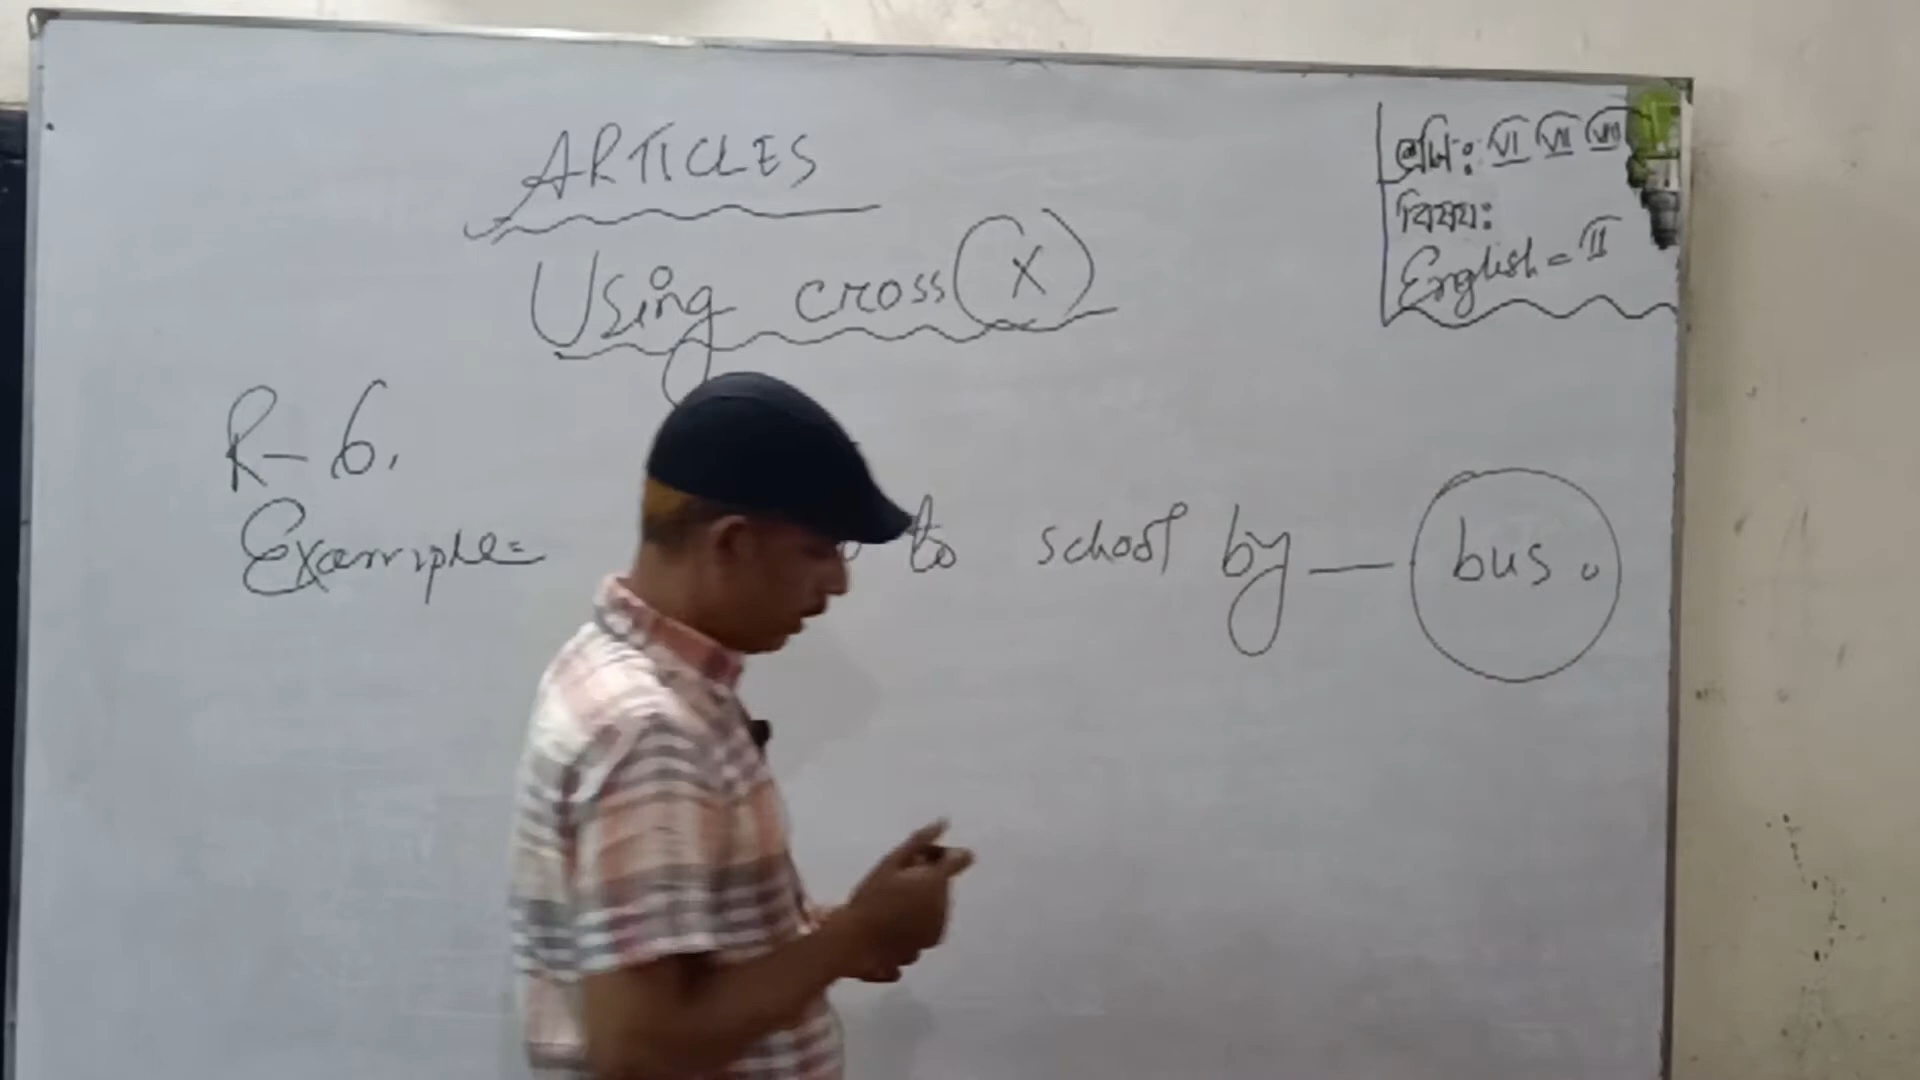 ARTICLES
Using cross (X)
শ্রেণি: VI VII VIII
বিষয়:
English = II
R-6.
Example= to school by — bus.